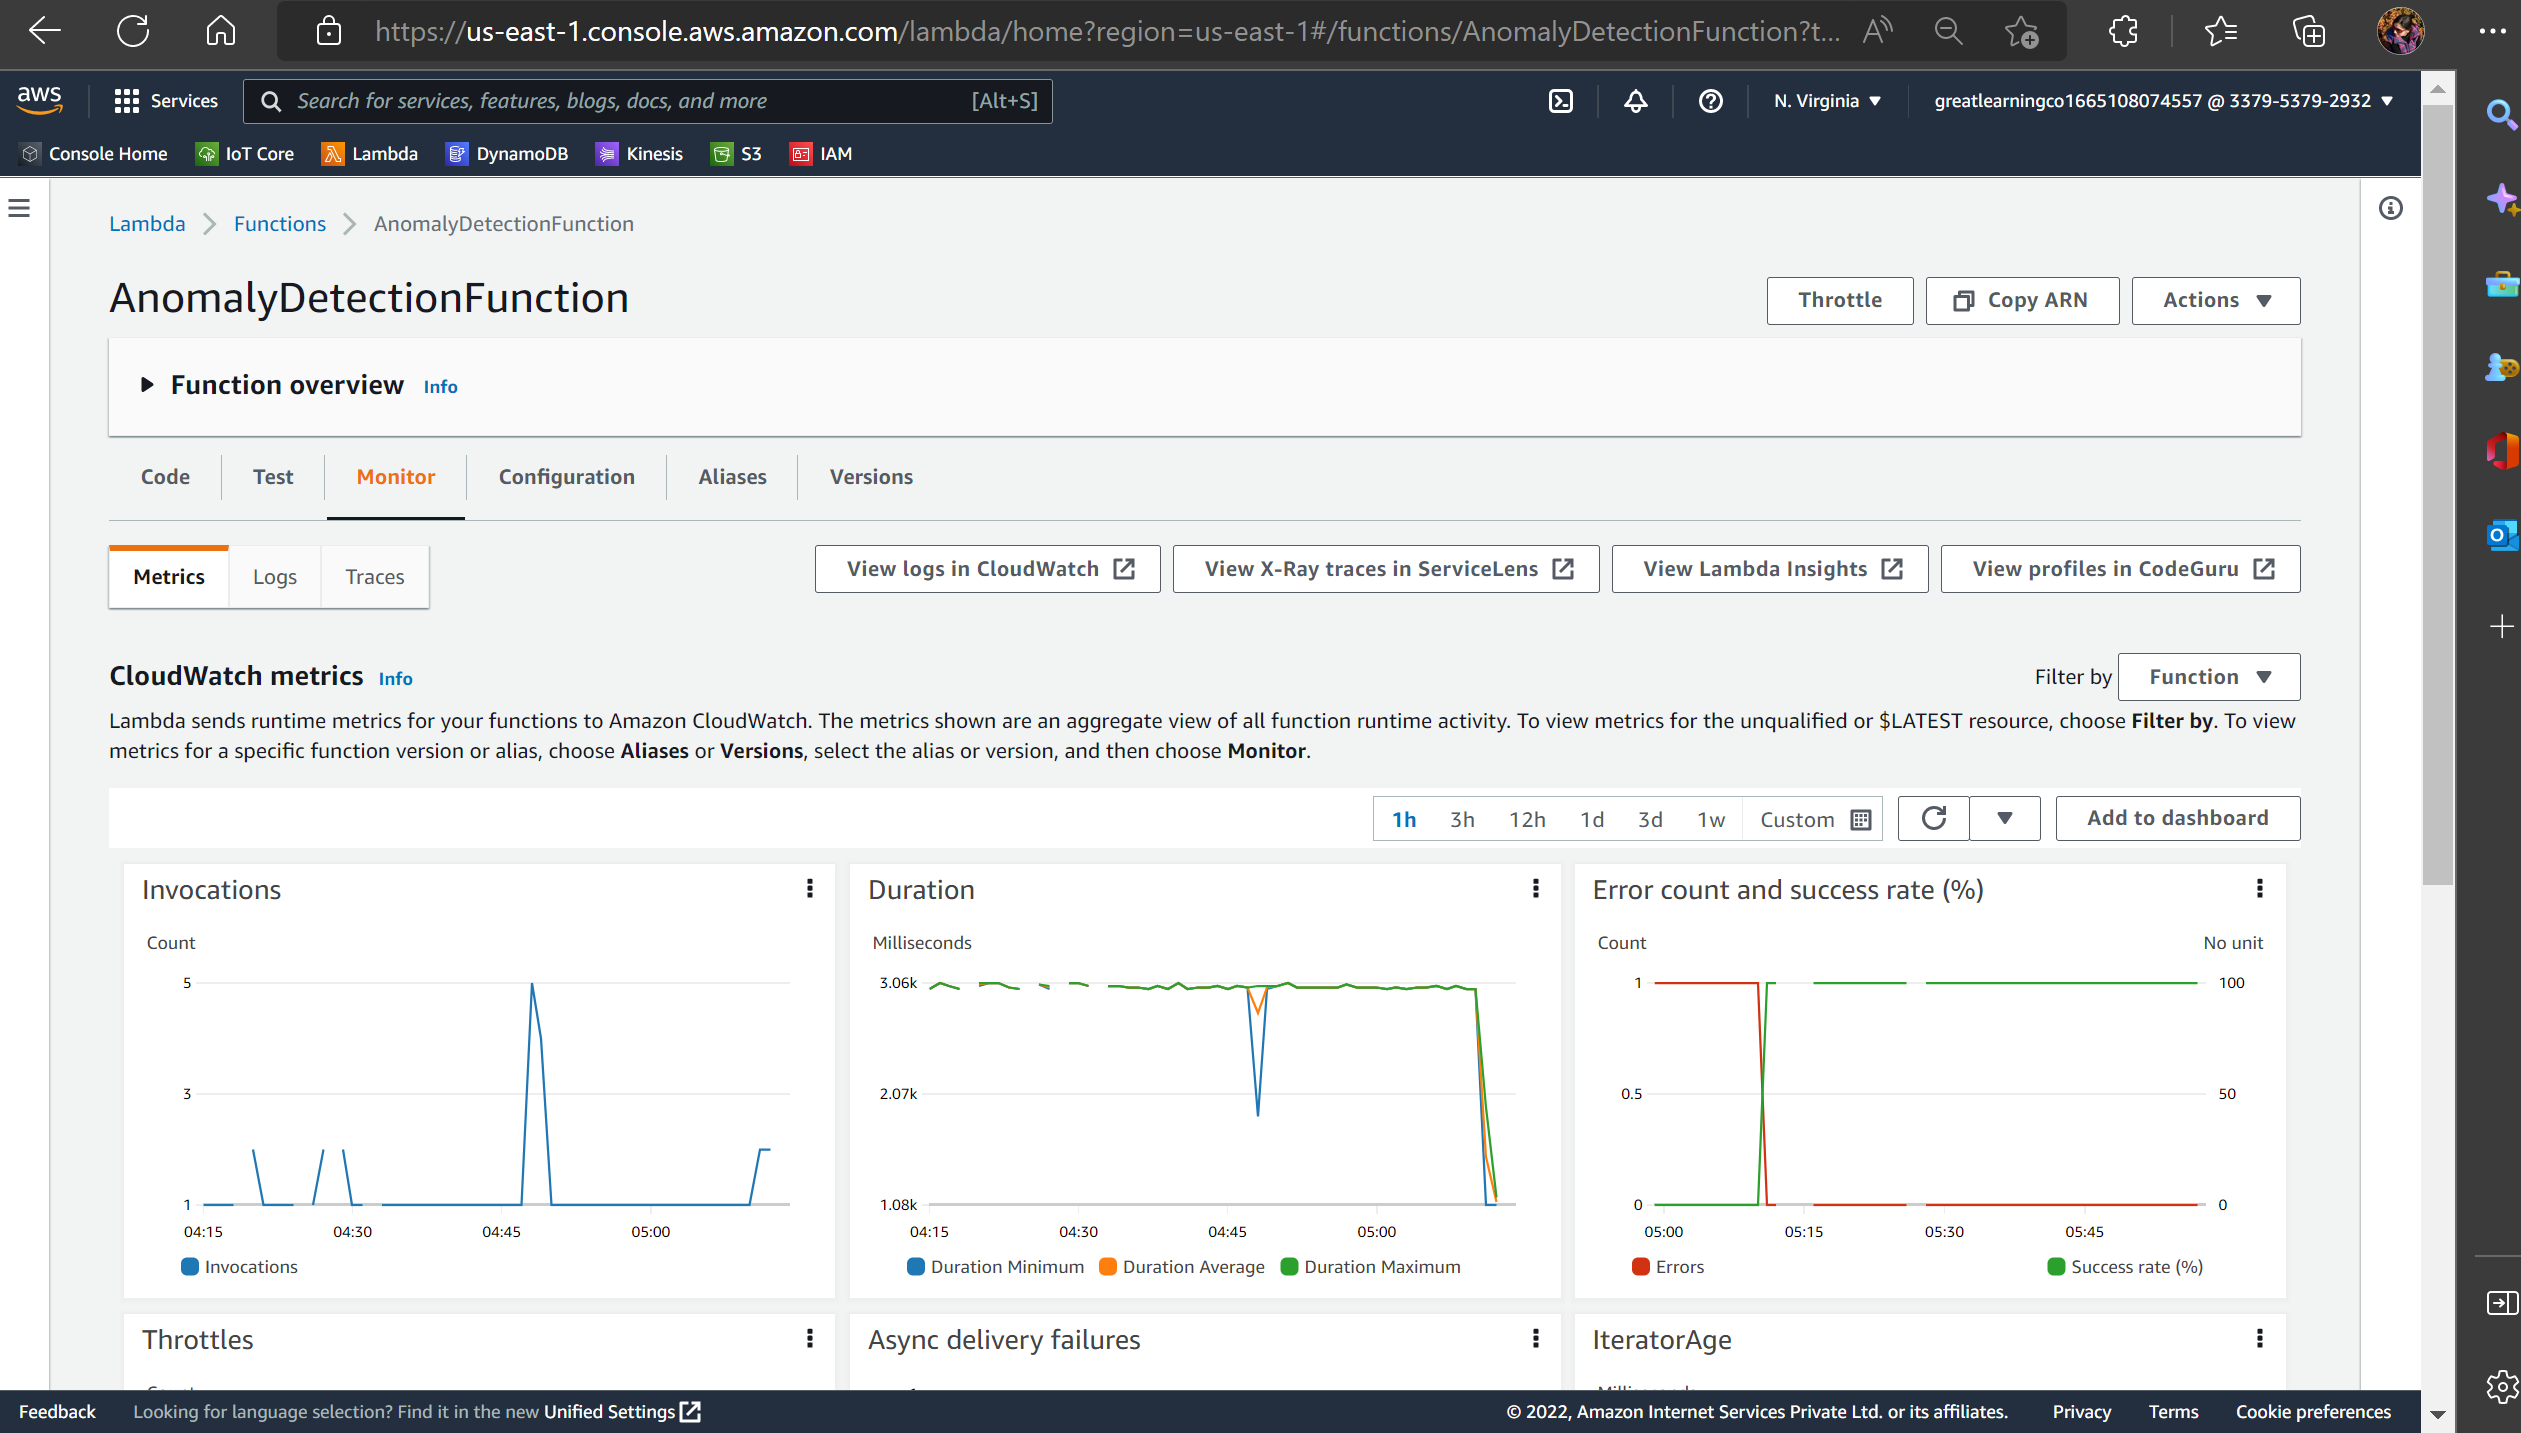 https://us-east-1.console.aws.amazon.com/lambda/home?region=us-east-1#/functions/AnomalyDetectionFunction?t...
aws Services Search for services, features, blogs, docs, and more [Alt+S] N. Virginia greatlearningco1665108074557 @ 3379-5379-2932
Console Home IoT Core Lambda DynamoDB Kinesis S3 IAM
Lambda Functions AnomalyDetectionFunction
AnomalyDetectionFunction
Throttle Copy ARN Actions
Function overview Info
Code Test Monitor Configuration Aliases Versions
Metrics Logs Traces
View logs in CloudWatch View X-Ray traces in ServiceLens View Lambda Insights View profiles in CodeGuru
CloudWatch metrics Info
Filter by Function
Lambda sends runtime metrics for your functions to Amazon CloudWatch. The metrics shown are an aggregate view of all function runtime activity. To view metrics for the unqualified or $LATEST resource, choose Filter by. To view
metrics for a specific function version or alias, choose Aliases or Versions, select the alias or version, and then choose Monitor.
1h 3h 12h 1d 3d 1w Custom Add to dashboard
Invocations
Count
5
3
1
04:15 04:30 04:45 05:00
Invocations
Duration
Milliseconds
3.06k
2.07k
1.08k
04:15 04:30 04:45 05:00
Duration Minimum Duration Average Duration Maximum
Error count and success rate (%)
Count No unit
1 100
0.5 50
0 0
05:00 05:15 05:30 05:45
Errors Success rate (%)
Throttles
Async delivery failures
IteratorAge
Feedback Looking for language selection? Find it in the new Unified Settings
© 2022, Amazon Internet Services Private Ltd. or its affiliates. Privacy Terms Cookie preferences